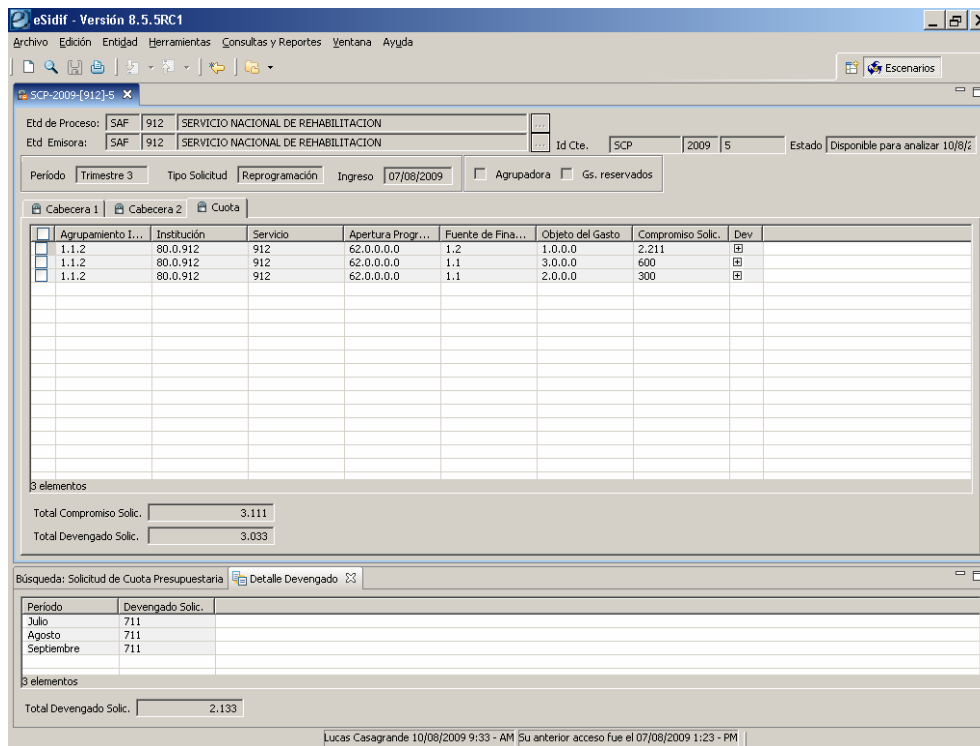 eSidif - Versión 8.5.5RC1
Archivo Edición Entidad Herramientas Consultas y Reportes Ventana Ayuda
Escenarios
SCP-2009-[912]-5
Etd de Proceso: SAF 912 SERVICIO NACIONAL DE REHABILITACION ...
Etd Emisora: SAF 912 SERVICIO NACIONAL DE REHABILITACION ... Id Cte. SCP 2009 5 Estado Disponible para analizar 10/8/2
Período Trimestre 3 Tipo Solicitud Reprogramación Ingreso 07/08/2009 Agrupadora Gs. reservados
Cabecera 1 Cabecera 2 Cuota
Agrupamiento I... Institución Servicio Apertura Progr... Fuente de Fina... Objeto del Gasto Compromiso Solic. Dev
1.1.2 80.0.912 912 62.0.0.0.0 1.2 1.0.0.0 2.211
1.1.2 80.0.912 912 62.0.0.0.0 1.1 3.0.0.0 600
1.1.2 80.0.912 912 62.0.0.0.0 1.1 2.0.0.0 300
3 elementos
Total Compromiso Solic. 3.111
Total Devengado Solic. 3.033
Búsqueda: Solicitud de Cuota Presupuestaria Detalle Devengado
Período Devengado Solic.
Julio 711
Agosto 711
Septiembre 711
3 elementos
Total Devengado Solic. 2.133
Lucas Casagrande 10/08/2009 9:33 - AM Su anterior acceso fue el 07/08/2009 1:23 - PM